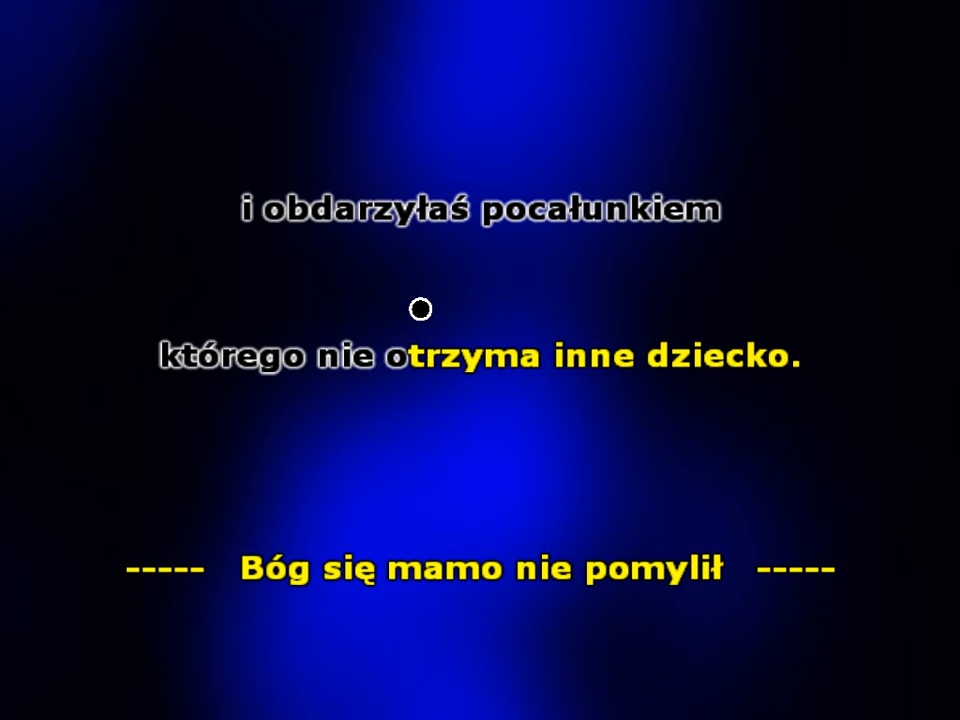 i obdarzyłaś pocałunkiem
którego nie otrzyma inne dziecko.
----- Bóg się mamo nie pomylił -----